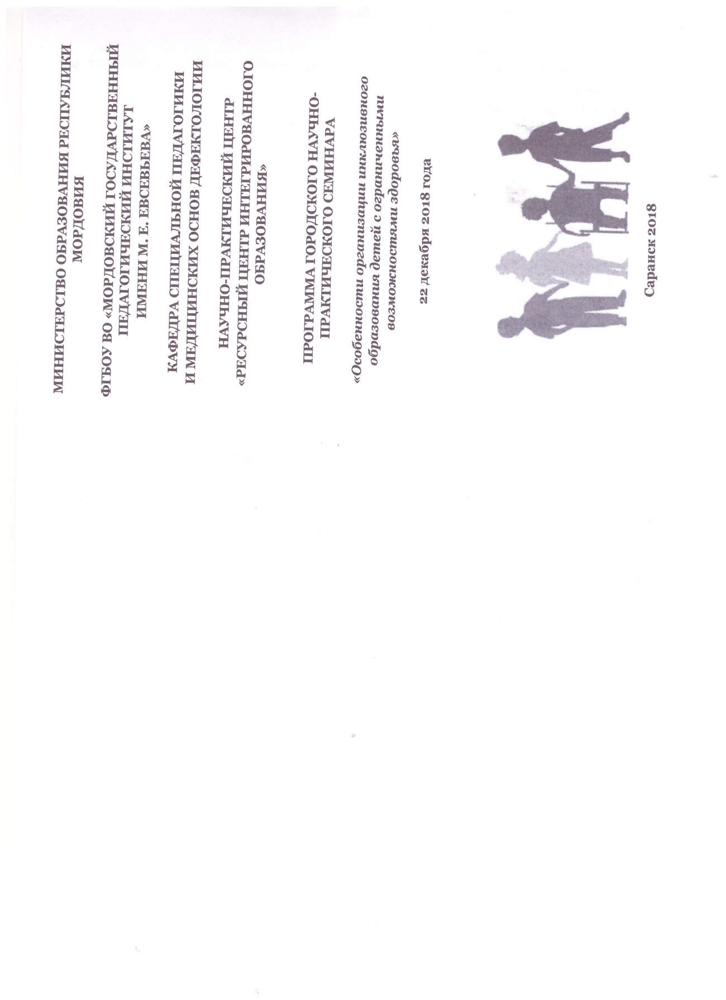 МИНИСТЕРСТВО ОБРАЗОВАНИЯ РЕСПУБЛИКИ
МОРДОВИЯ
ФГБОУ ВО «МОРДОВСКИЙ ГОСУДАРСТВЕННЫЙ
ПЕДАГОГИЧЕСКИЙ ИНСТИТУТ
ИМЕНИ М. Е. ЕВСЕВЬЕВА»
КАФЕДРА СПЕЦИАЛЬНОЙ ПЕДАГОГИКИ
И МЕДИЦИНСКИХ ОСНОВ ДЕФЕКТОЛОГИИ
НАУЧНО-ПРАКТИЧЕСКИЙ ЦЕНТР
«РЕСУРСНЫЙ ЦЕНТР ИНТЕГРИРОВАННОГО
ОБРАЗОВАНИЯ»
ПРОГРАММА ГОРОДСКОГО НАУЧНО-
ПРАКТИЧЕСКОГО СЕМИНАРА
«Особенности организации инклюзивного
образования детей с ограниченными
возможностями здоровья»
22 декабря 2018 года
Саранск 2018